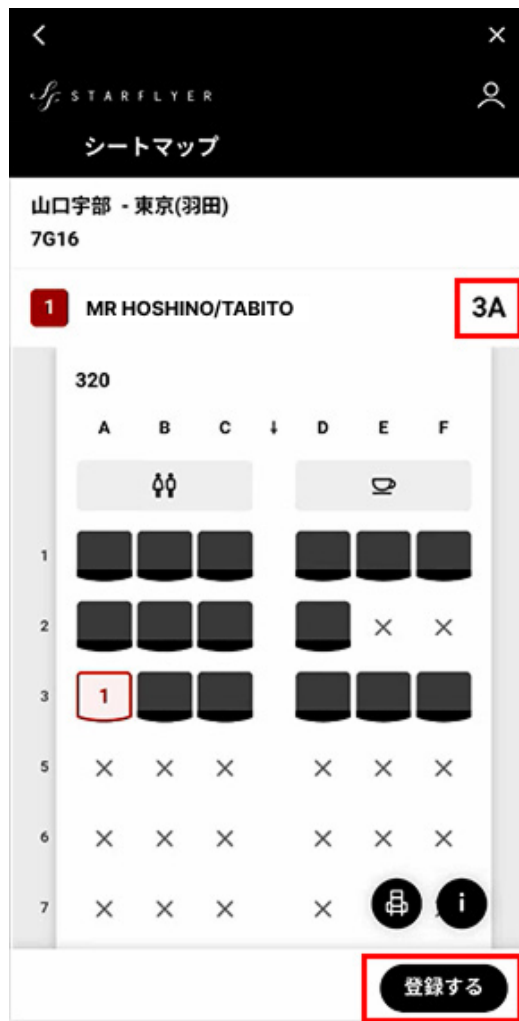 STARFLYER
シートマップ
山口宇部 - 東京(羽田)
7G16
1 MR HOSHINO/TABITO 3A
320
A B C ↓ D E F
1
2 × ×
3 1
5 × × × × × ×
6 × × × × × ×
7 × × × × i
登録する